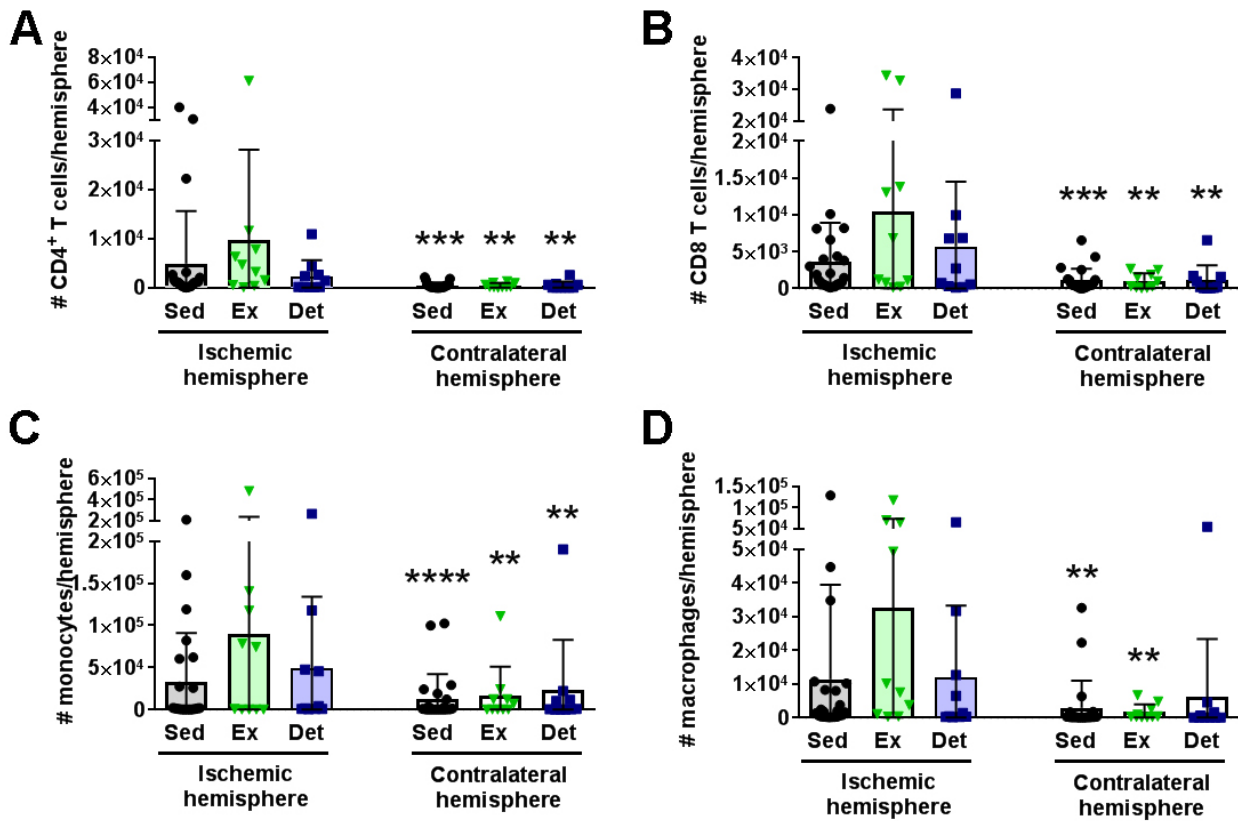 A
# CD4⁺ T cells/hemisphere
8×10⁴
6×10⁴
4×10⁴
3×10⁴
2×10⁴
1×10⁴
0
*** ** **
Sed Ex Det Sed Ex Det
Ischemic
hemisphere
Contralateral
hemisphere
B
# CD8 T cells/hemisphere
4×10⁴
3×10⁴
2×10⁴
2×10⁴
1.5×10⁴
1×10⁴
5×10³
0
*** ** **
Sed Ex Det Sed Ex Det
Ischemic
hemisphere
Contralateral
hemisphere
C
# monocytes/hemisphere
6×10⁵
4×10⁵
2×10⁵
2×10⁵
1.5×10⁵
1×10⁵
5×10⁴
0
**** ** **
Sed Ex Det Sed Ex Det
Ischemic
hemisphere
Contralateral
hemisphere
D
# macrophages/hemisphere
1.5×10⁵
1×10⁵
5×10⁴
5×10⁴
4×10⁴
3×10⁴
2×10⁴
1×10⁴
0
** **
Sed Ex Det Sed Ex Det
Ischemic
hemisphere
Contralateral
hemisphere